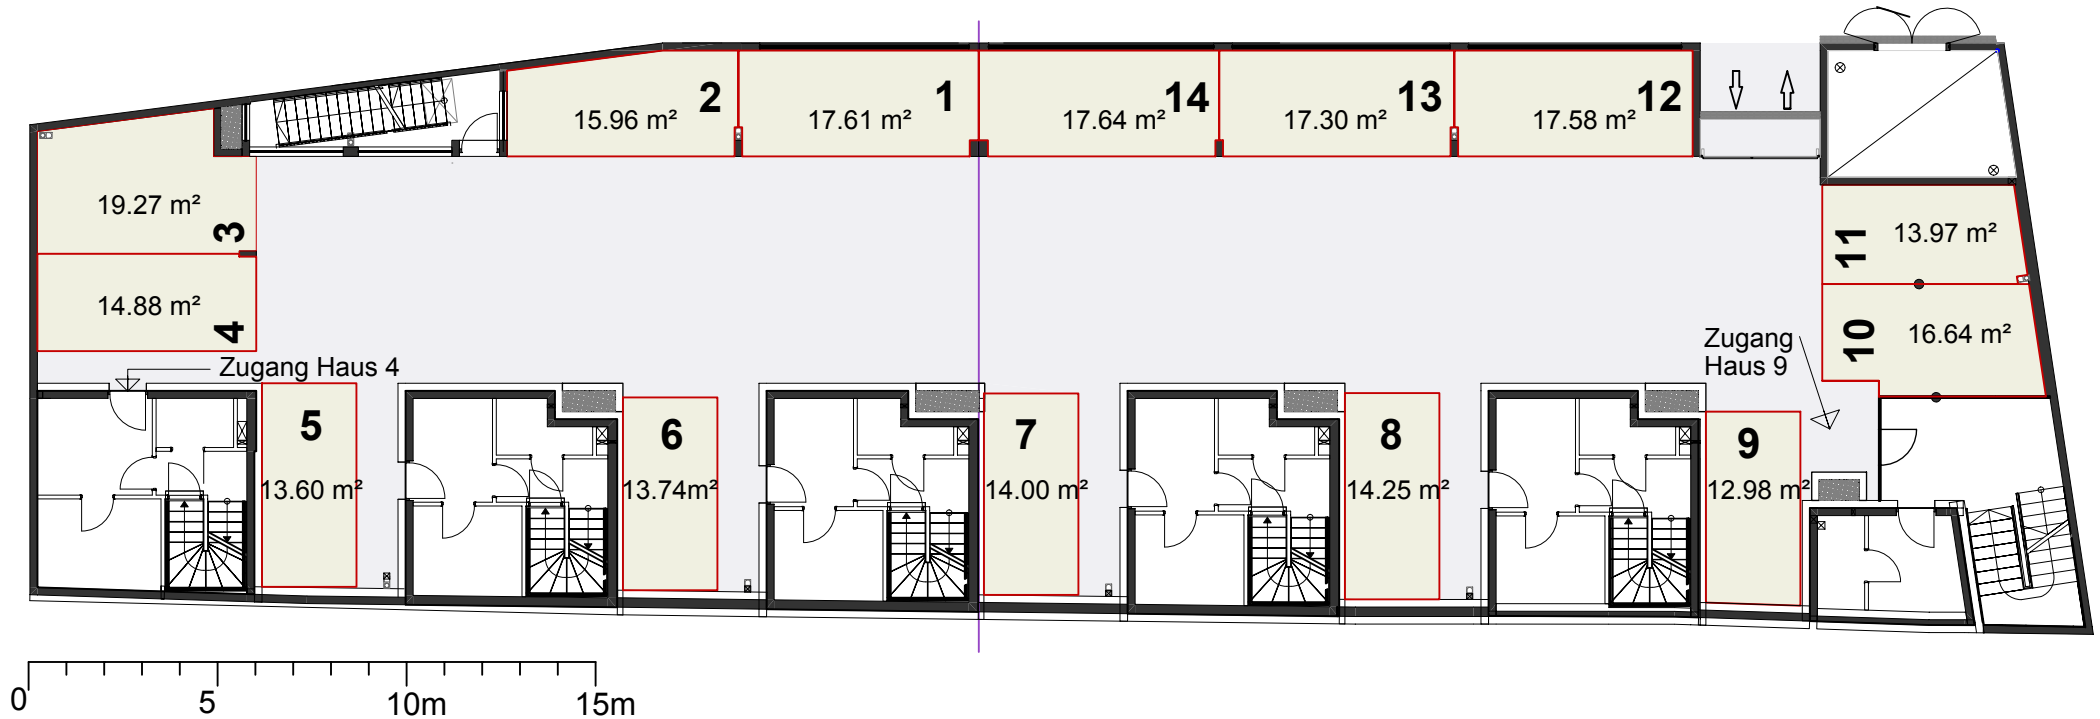 2
15.96 m²
1
17.61 m²
14
17.64 m²
13
17.30 m²
12
17.58 m²
19.27 m²
3
14.88 m²
4
11
13.97 m²
10
16.64 m²
Zugang Haus 4
Zugang
Haus 9
5
13.60 m²
6
13.74m²
7
14.00 m²
8
14.25 m²
9
12.98 m²
0
5
10m
15m